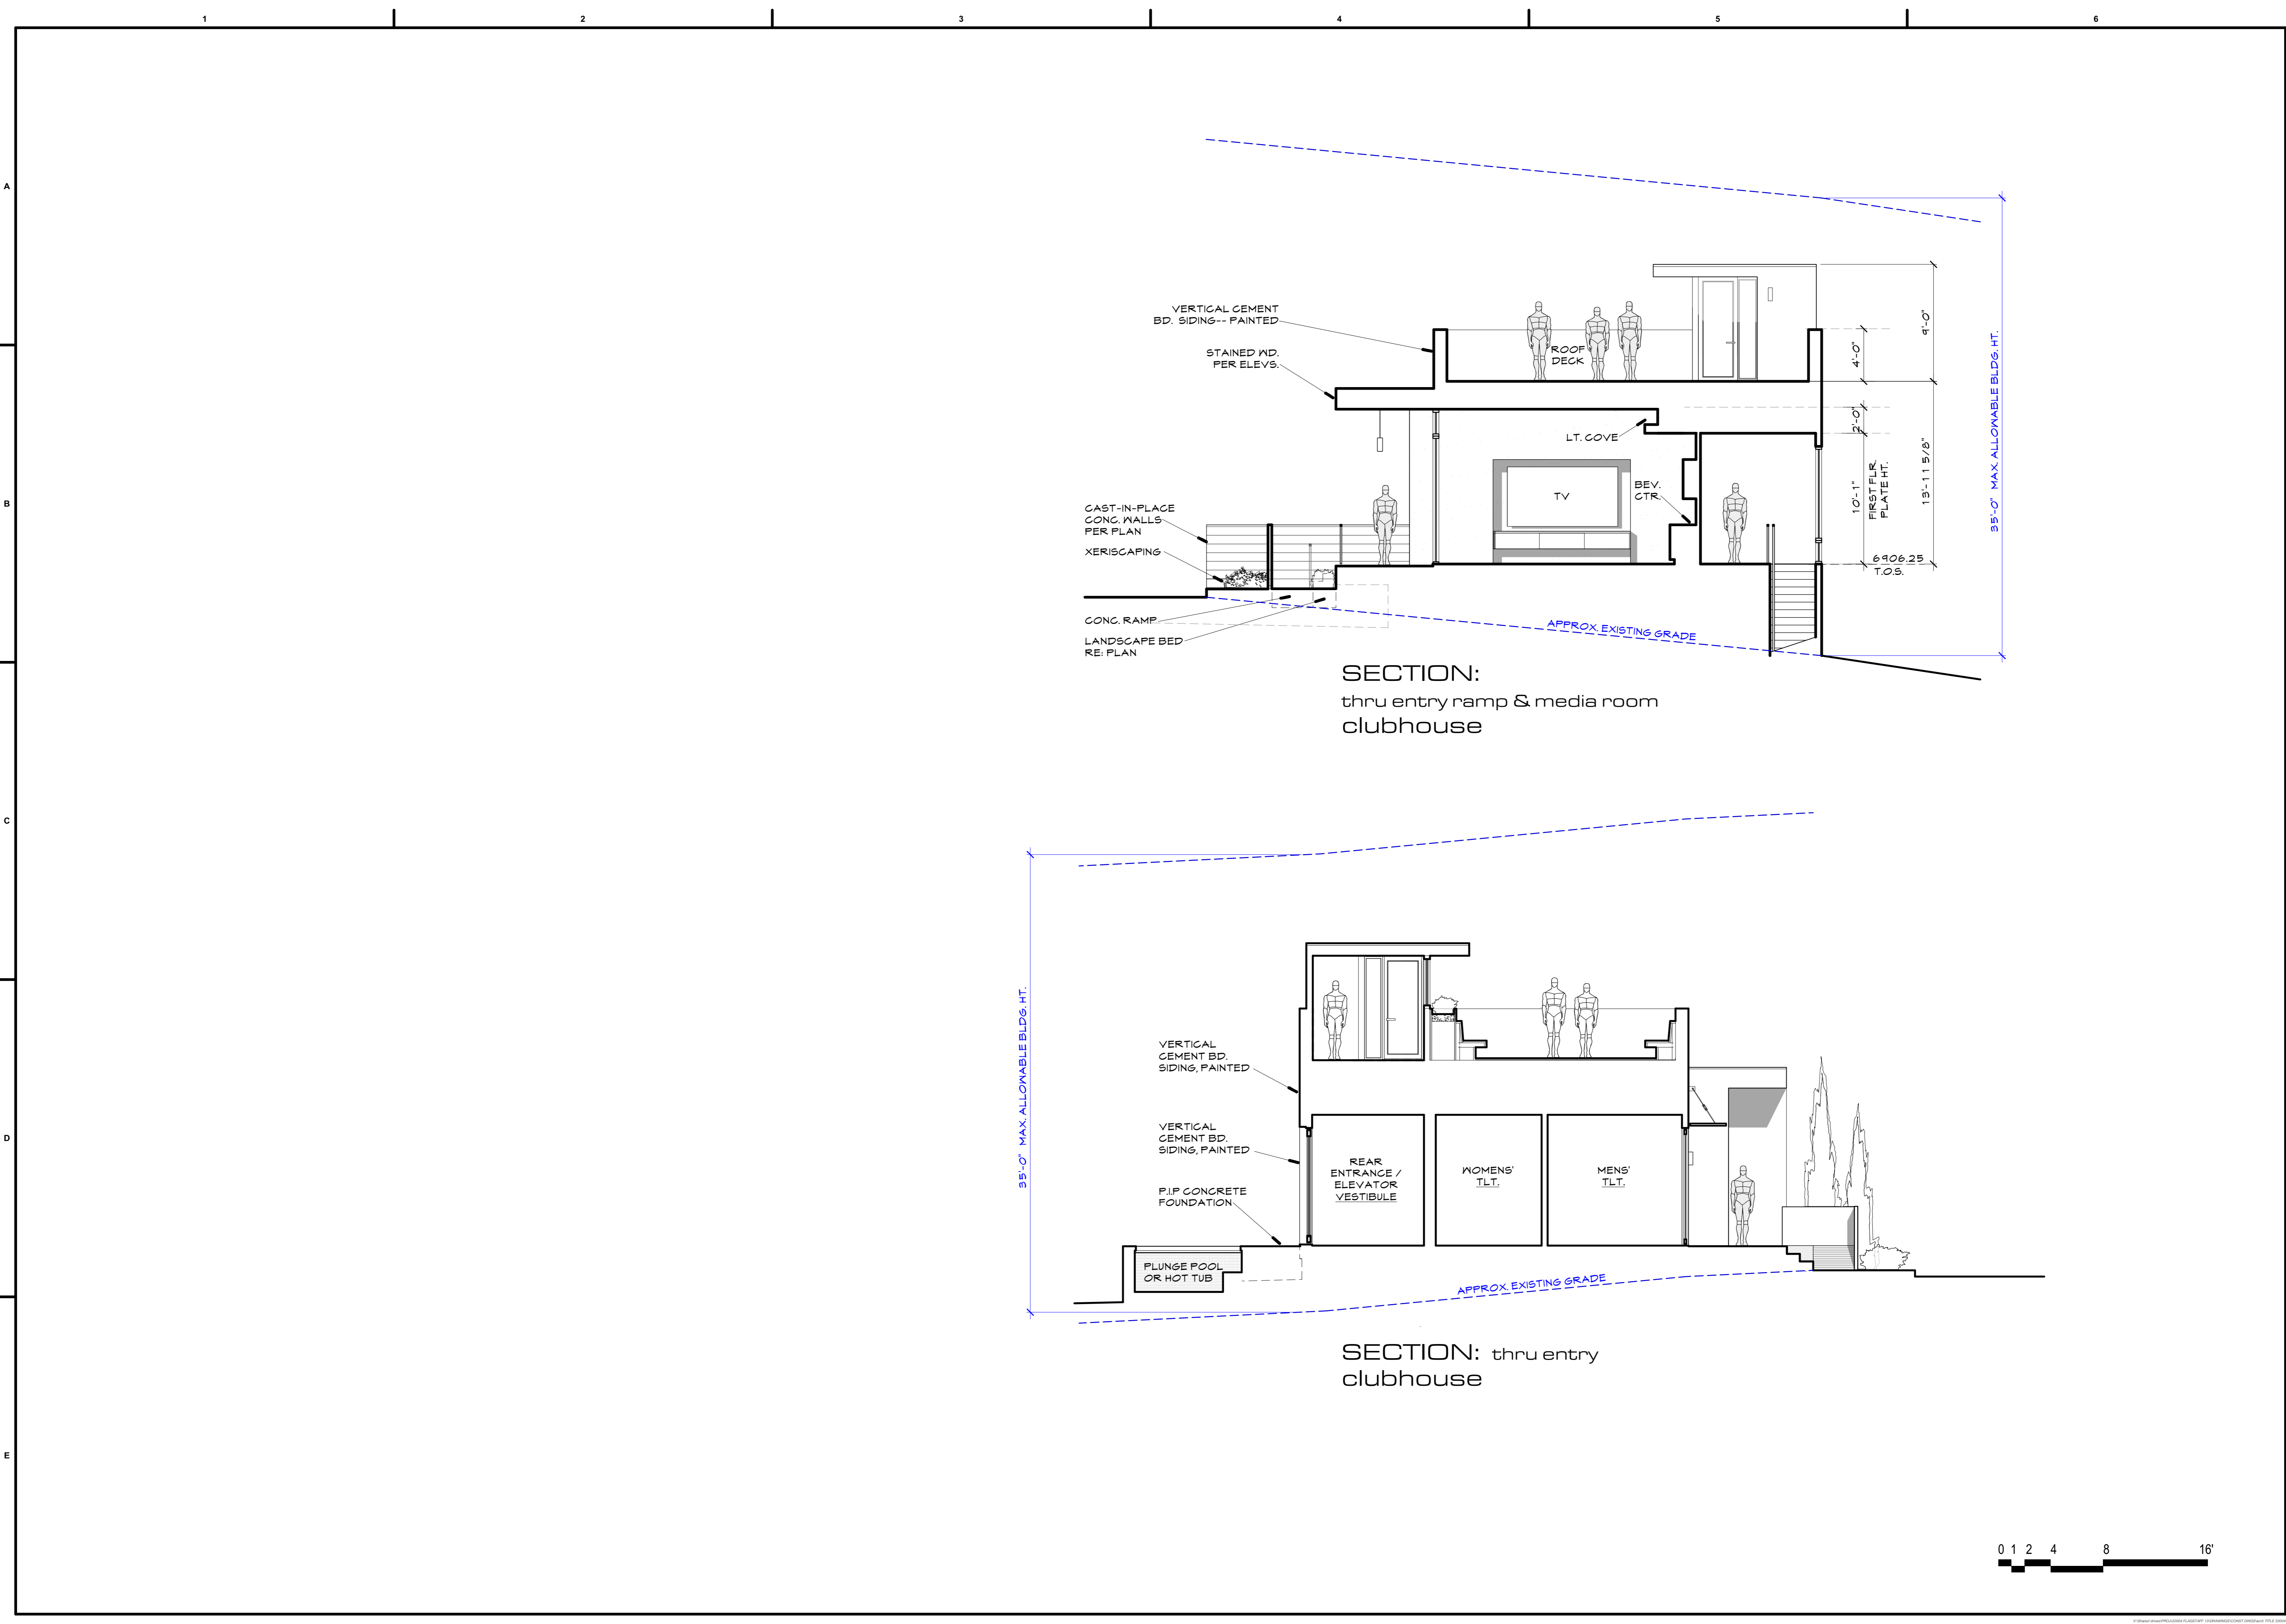 1 2 3 4 5 6
A
B
C
D
E
VERTICAL CEMENT
BD. SIDING-- PAINTED
STAINED WD.
PER ELEVS.
ROOF
DECK
LT. COVE
TV
BEV.
CTR.
CAST-IN-PLACE
CONC. WALLS
PER PLAN
XERISCAPING
CONC. RAMP
LANDSCAPE BED
RE: PLAN
APPROX. EXISTING GRADE
4'-0"
9'-0"
2'-0"
10'-1"
FIRST FLR.
PLATE HT.
13'-11 5/8"
6906.25
T.O.S.
35'-0" MAX. ALLOWABLE BLDG. HT.
SECTION:
thru entry ramp & media room
clubhouse
35'-0" MAX. ALLOWABLE BLDG. HT.
VERTICAL
CEMENT BD.
SIDING, PAINTED
VERTICAL
CEMENT BD.
SIDING, PAINTED
P.I.P CONCRETE
FOUNDATION
REAR
ENTRANCE /
ELEVATOR
VESTIBULE
WOMENS'
TLT.
MENS'
TLT.
PLUNGE POOL
OR HOT TUB
APPROX. EXISTING GRADE
SECTION: thru entry
clubhouse
0 1 2 4 8 16'